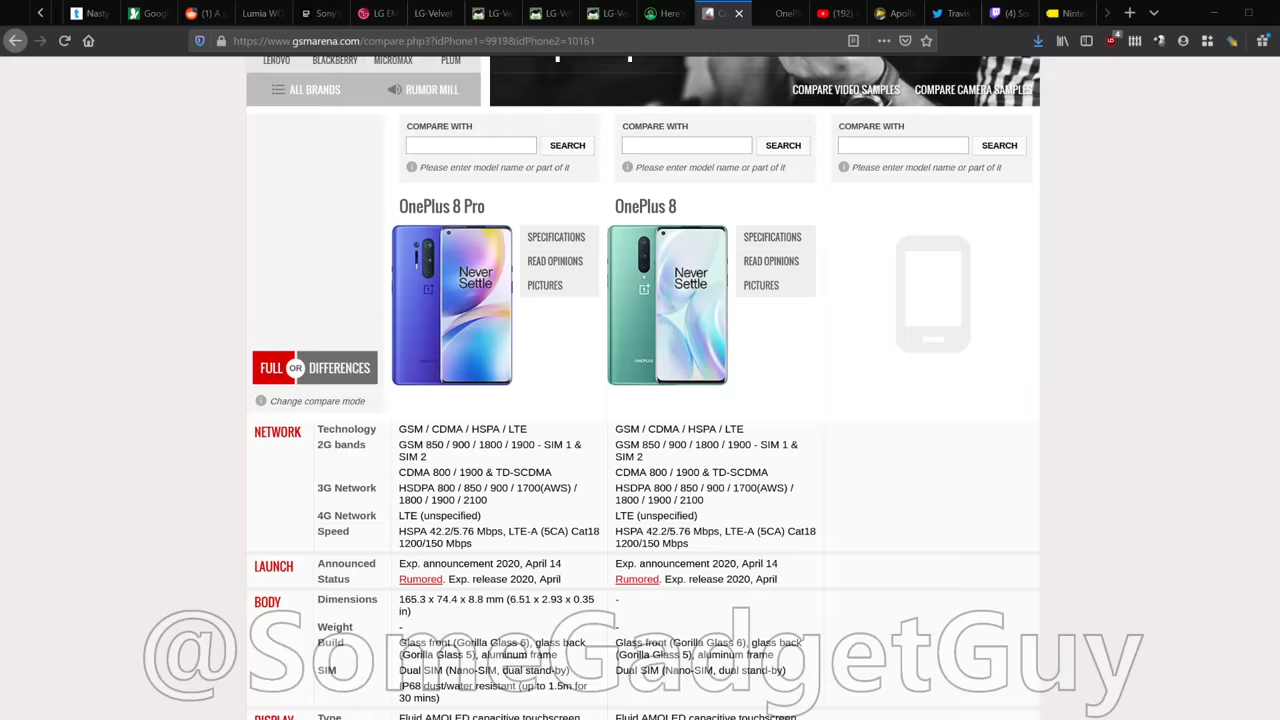 Lumia WC
Google
Reddit
(1) A
https://www.gsmarena.com/compare.php3?idPhone1=9919&idPhone2=10161
LENOVO BLACKBERRY MICROMAX PLUM
ALL BRANDS RUMOR MILL
COMPARE VIDEO SAMPLES COMPARE CAMERA SAMPLES
COMPARE WITH COMPARE WITH COMPARE WITH
SEARCH SEARCH SEARCH
Please enter model name or part of it Please enter model name or part of it Please enter model name or part of it
OnePlus 8 Pro OnePlus 8
SPECIFICATIONS SPECIFICATIONS
READ OPINIONS READ OPINIONS
PICTURES PICTURES
Never Settle Never Settle
FULL OR DIFFERENCES
Change compare mode
NETWORK Technology GSM / CDMA / HSPA / LTE GSM / CDMA / HSPA / LTE
2G bands GSM 850 / 900 / 1800 / 1900 - SIM 1 & GSM 850 / 900 / 1800 / 1900 - SIM 1 &
SIM 2 SIM 2
CDMA 800 / 1900 & TD-SCDMA CDMA 800 / 1900 & TD-SCDMA
3G Network HSDPA 800 / 850 / 900 / 1700(AWS) / HSDPA 800 / 850 / 900 / 1700(AWS) /
1800 / 1900 / 2100 1800 / 1900 / 2100
4G Network LTE (unspecified) LTE (unspecified)
Speed HSPA 42.2/5.76 Mbps, LTE-A (5CA) Cat18 HSPA 42.2/5.76 Mbps, LTE-A (5CA) Cat18
1200/150 Mbps 1200/150 Mbps
LAUNCH Announced Exp. announcement 2020, April 14 Exp. announcement 2020, April 14
Status Rumored. Exp. release 2020, April Rumored. Exp. release 2020, April
BODY Dimensions 165.3 x 74.4 x 8.8 mm (6.51 x 2.93 x 0.35 -
in)
Weight -
Build Glass front (Gorilla Glass 6), glass back Glass front (Gorilla Glass 6), glass back
(Gorilla Glass 5), aluminum frame (Gorilla Glass 5), aluminum frame
SIM Dual SIM (Nano-SIM, dual stand-by) Dual SIM (Nano-SIM, dual stand-by)
IP68 dust/water resistant (up to 1.5m for
30 mins)
DISPLAY Type Fluid AMOLED capacitive touchscreen Fluid AMOLED capacitive touchscreen
@SomeGadgetGuy